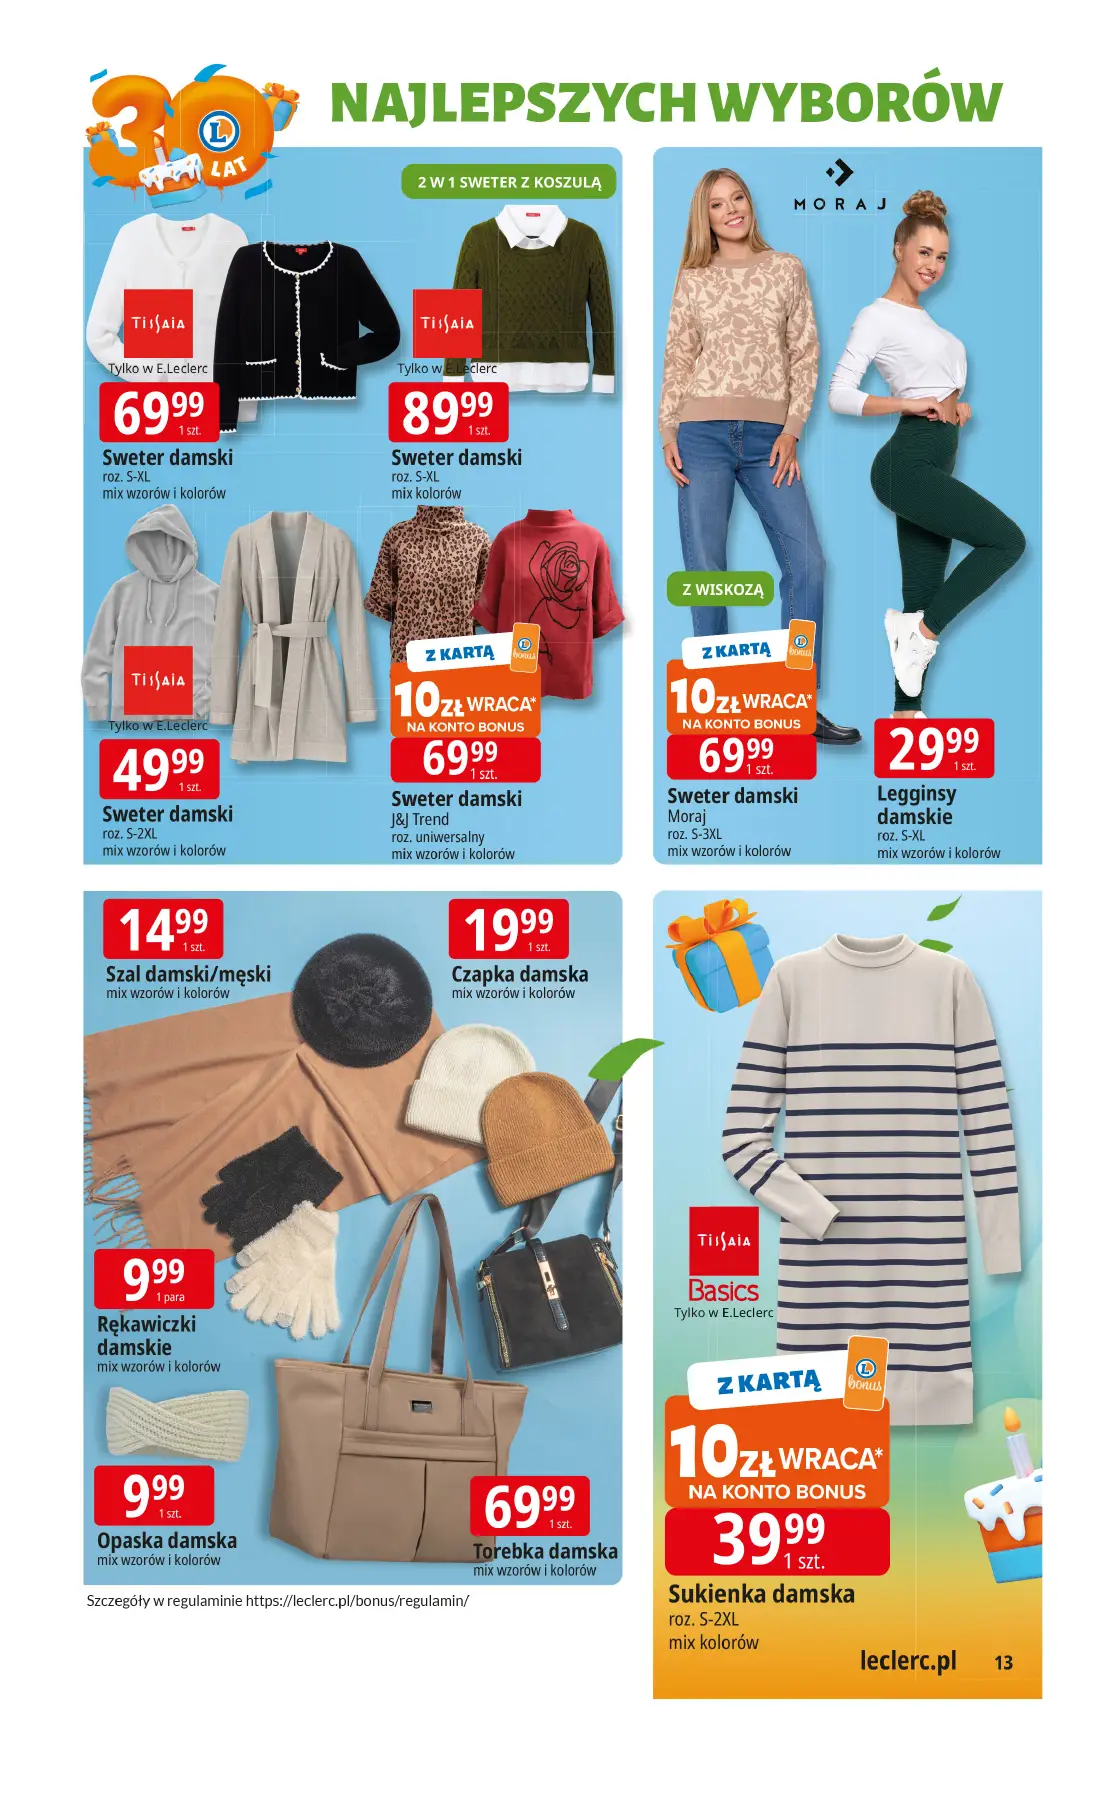 30 LAT
NAJLEPSZYCH WYBORÓW
2 W 1 SWETER Z KOSZULĄ
TISSAIA
Tylko w E.Leclerc
69 99
1 szt.
Sweter damski
roz. S-XL
mix wzorów i kolorów
TISSAIA
Tylko w E.Leclerc
89 99
1 szt.
Sweter damski
roz. S-XL
mix kolorów
TISSAIA
Tylko w E.Leclerc
49 99
1 szt.
Sweter damski
roz. S-2XL
mix wzorów i kolorów
Z KARTĄ
bonus
10 ZŁ WRACA*
NA KONTO BONUS
69 99
1 szt.
Sweter damski
J&J Trend
roz. uniwersalny
mix wzorów i kolorów
MORAJ
Z WISKOZĄ
Z KARTĄ
bonus
10 ZŁ WRACA*
NA KONTO BONUS
69 99
1 szt.
Sweter damski
Moraj
roz. S-3XL
mix wzorów i kolorów
29 99
1 szt.
Legginsy
damskie
roz. S-XL
mix wzorów i kolorów
14 99
1 szt.
Szal damski/męski
mix wzorów i kolorów
19 99
1 szt.
Czapka damska
mix wzorów i kolorów
9 99
1 para
Rękawiczki
damskie
mix wzorów i kolorów
9 99
1 szt.
Opaska damska
mix wzorów i kolorów
69 99
1 szt.
Torebka damska
mix wzorów i kolorów
Szczegóły w regulaminie https://leclerc.pl/bonus/regulamin/
TISSAIA
Basics
Tylko w E.Leclerc
Z KARTĄ
bonus
10 ZŁ WRACA*
NA KONTO BONUS
39 99
1 szt.
Sukienka damska
roz. S-2XL
mix kolorów
leclerc.pl 13